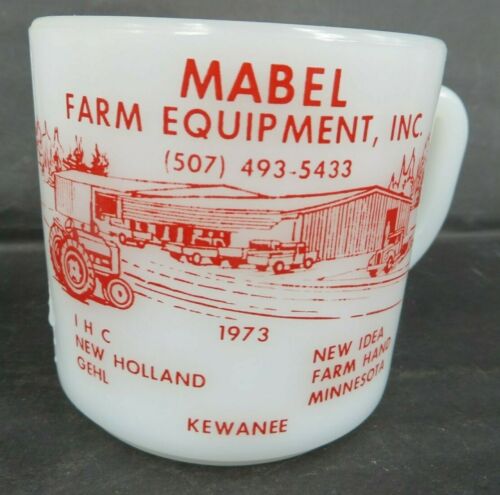 MABEL
FARM EQUIPMENT, INC.
(507) 493-5433
1973
I H C
NEW HOLLAND
GEHL
NEW IDEA
FARM HAND
MINNESOTA
KEWANEE